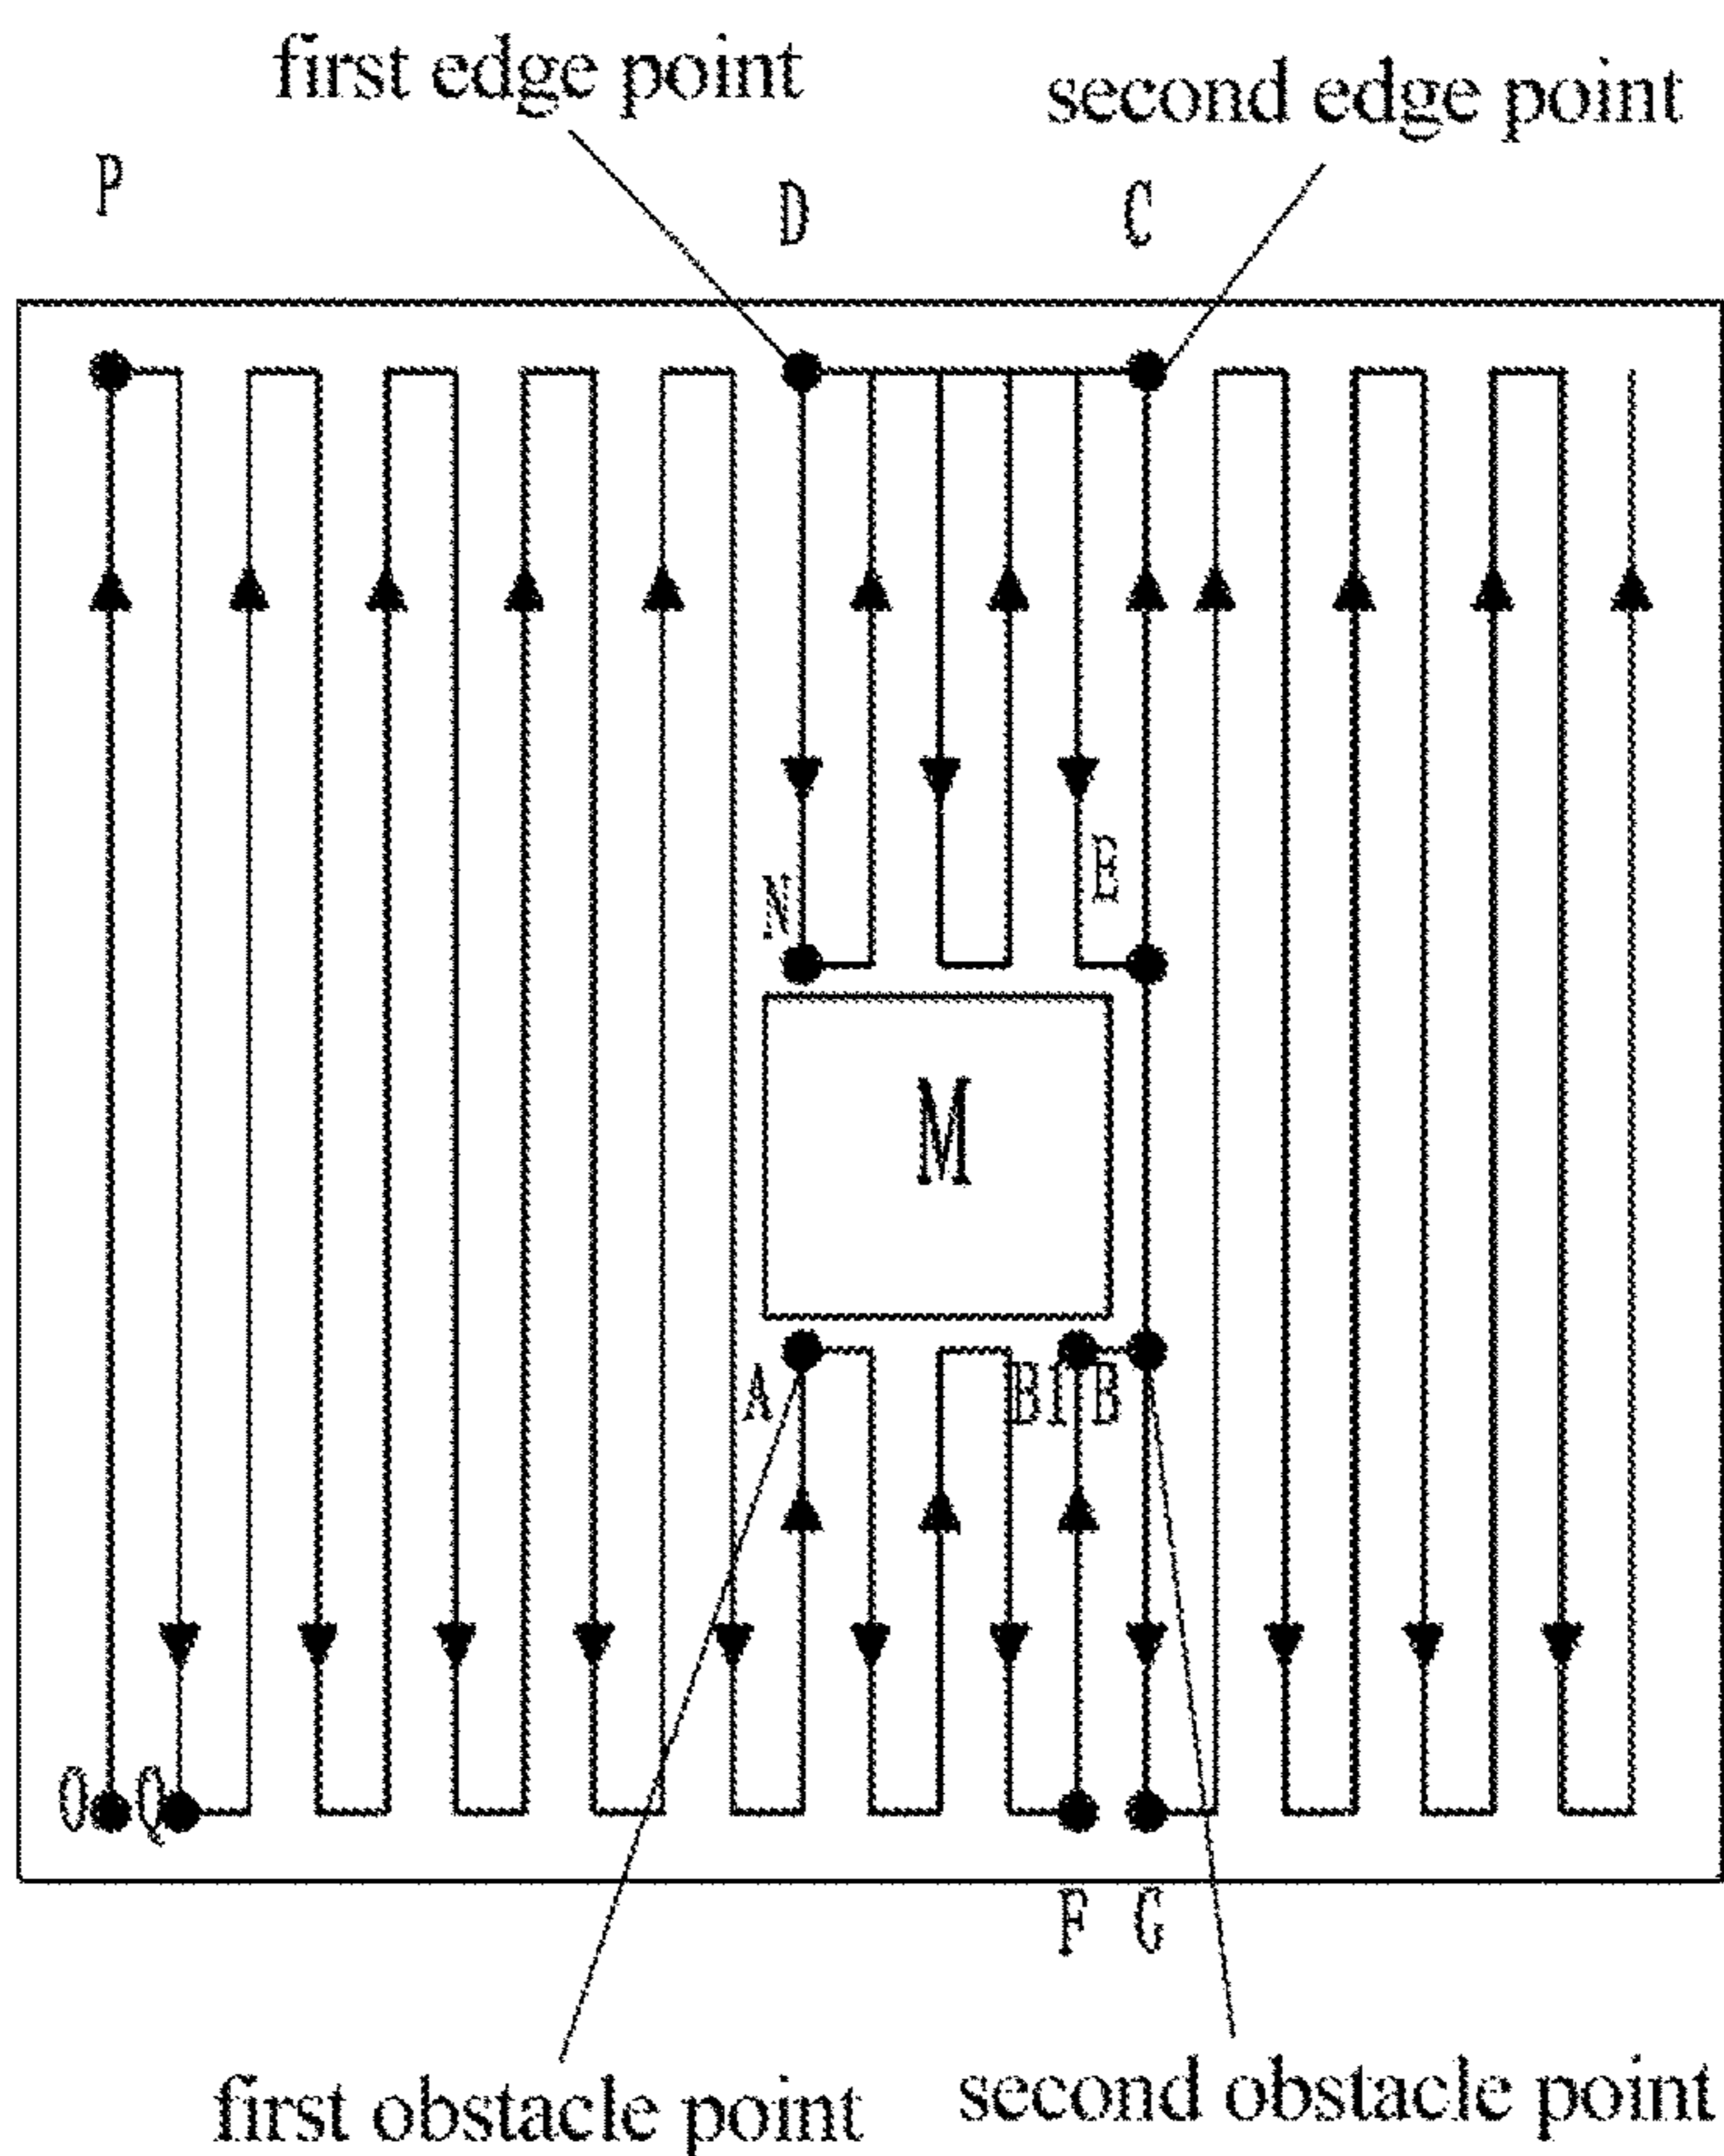 first edge point
second edge point
P
D
C
N
E
M
A
B1
B
O
Q
F
G
first obstacle point
second obstacle point